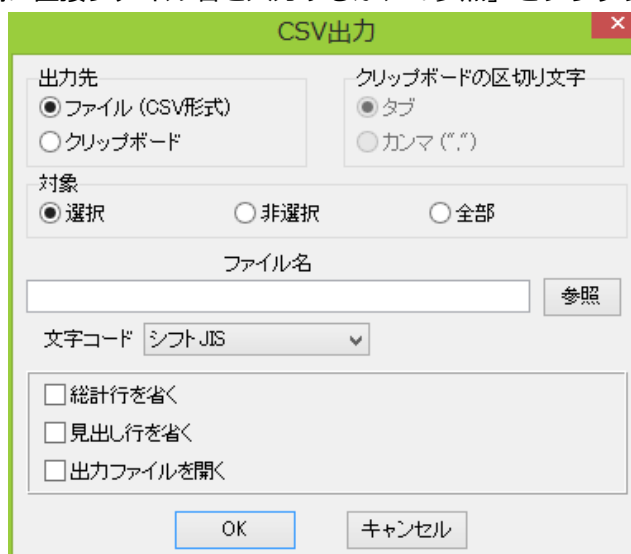 CSV出力
出力先
ファイル (CSV形式)
クリップボード
クリップボードの区切り文字
タブ
カンマ (",")
対象
選択
非選択
全部
ファイル名
参照
文字コード シフトJIS
総計行を省く
見出し行を省く
出力ファイルを開く
OK
キャンセル